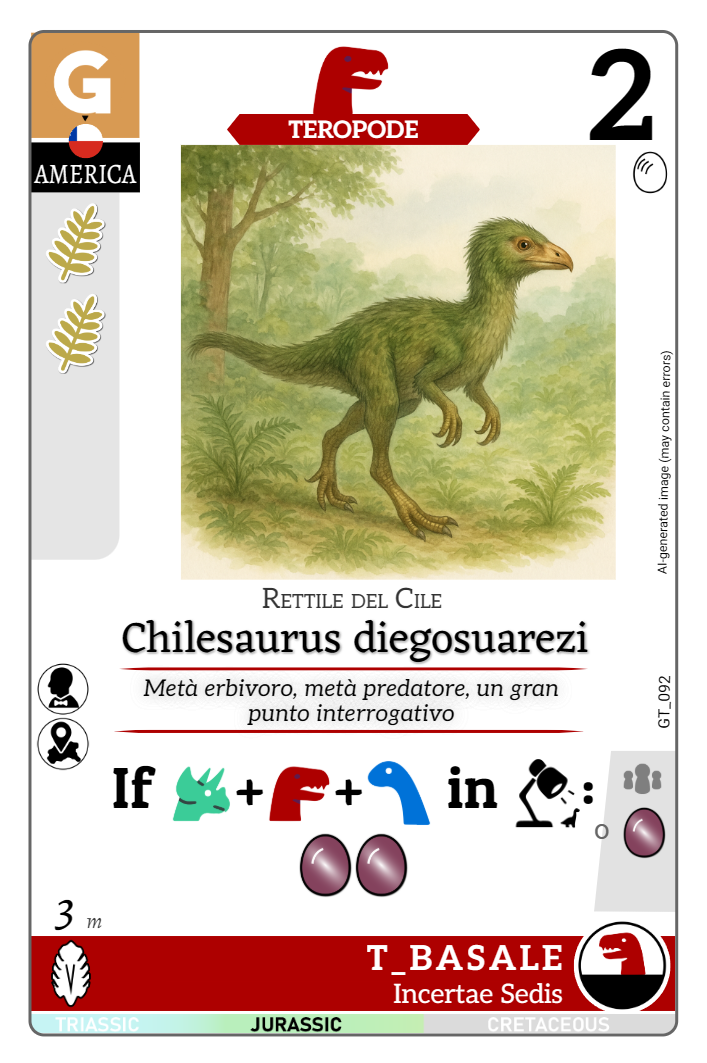 G
AMERICA
TEROPODE
2
AI-generated image (may contain errors)
Rettile del Cile
Chilesaurus diegosuarezi
Metà erbivoro, metà predatore, un gran
punto interrogativo
GT_092
If + + in :
o
3 m
T_BASALE
Incertae Sedis
TRIASSIC JURASSIC CRETACEOUS